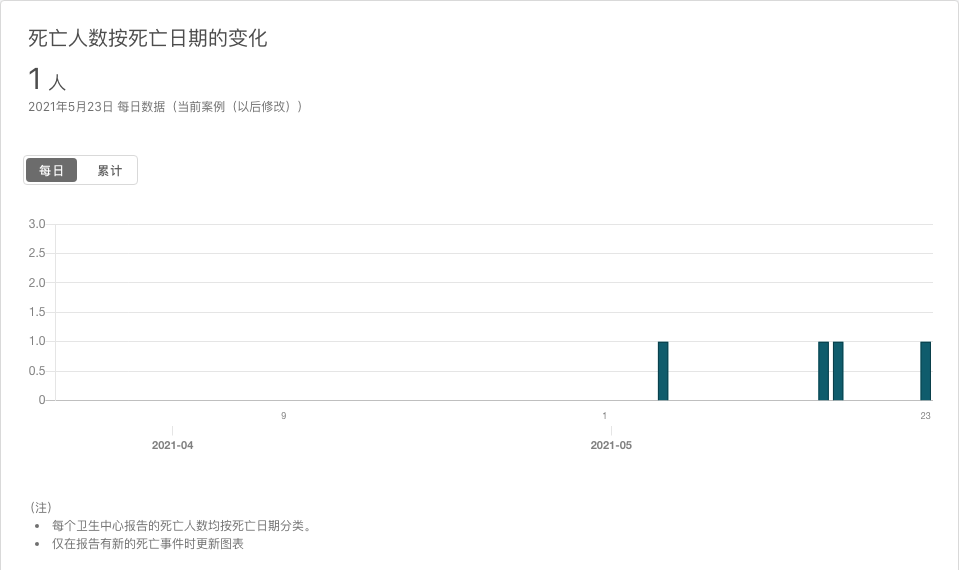 死亡人数按死亡日期的变化
1 人
2021年5月23日 每日数据（当前案例（以后修改））
每日 累计
3.0
2.5
2.0
1.5
1.0
0.5
0
9 1 23
2021-04 2021-05
（注）
• 每个卫生中心报告的死亡人数均按死亡日期分类。
• 仅在报告有新的死亡事件时更新图表